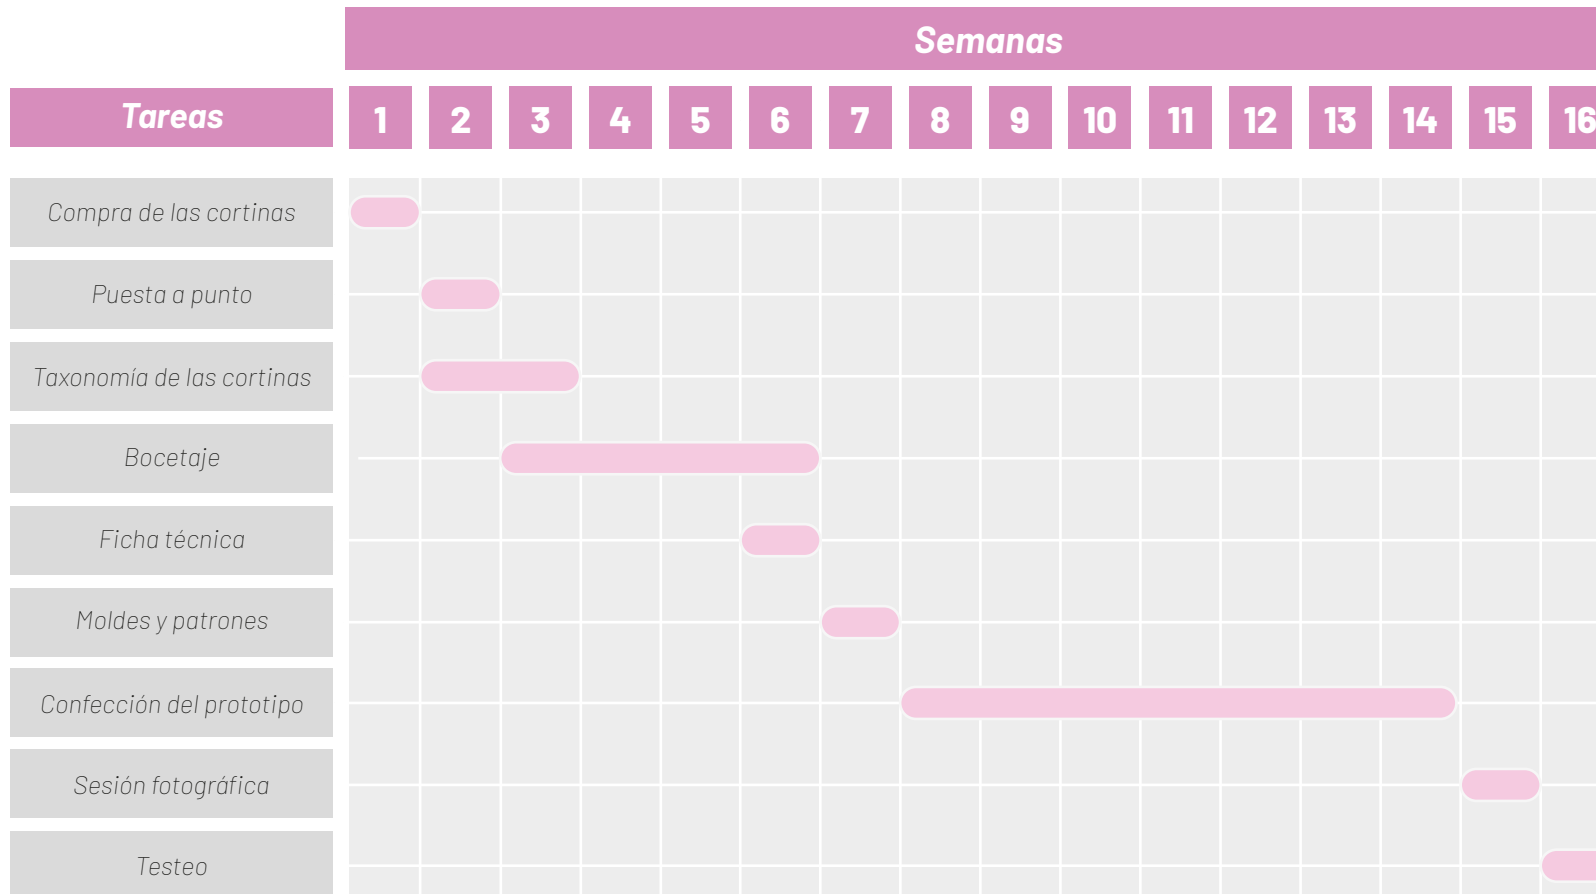 Semanas
Tareas 1 2 3 4 5 6 7 8 9 10 11 12 13 14 15 16
Compra de las cortinas
Puesta a punto
Taxonomía de las cortinas
Bocetaje
Ficha técnica
Moldes y patrones
Confección del prototipo
Sesión fotográfica
Testeo